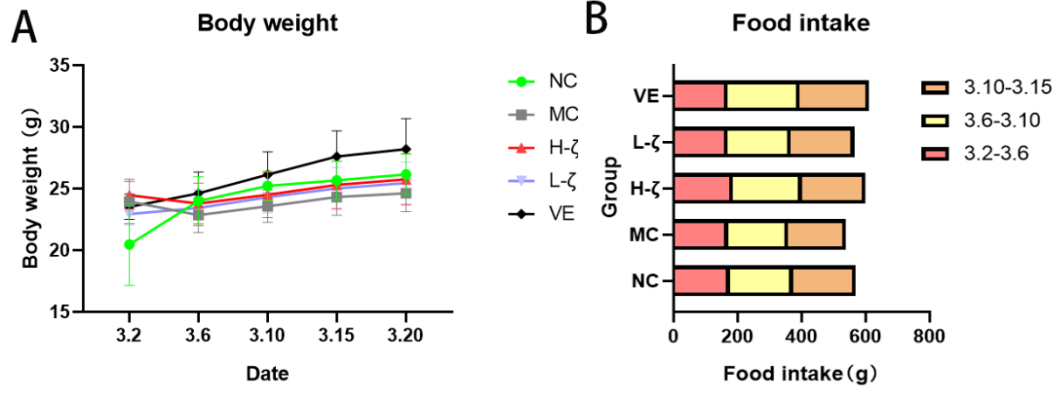 A
Body weight
Body weight（g）
35
30
25
20
15
3.2
3.6
3.10
3.15
3.20
Date
NC
MC
H-ζ
L-ζ
VE
B
Food intake
Group
VE
L-ζ
H-ζ
MC
NC
0
200
400
600
800
Food intake（g）
3.10-3.15
3.6-3.10
3.2-3.6